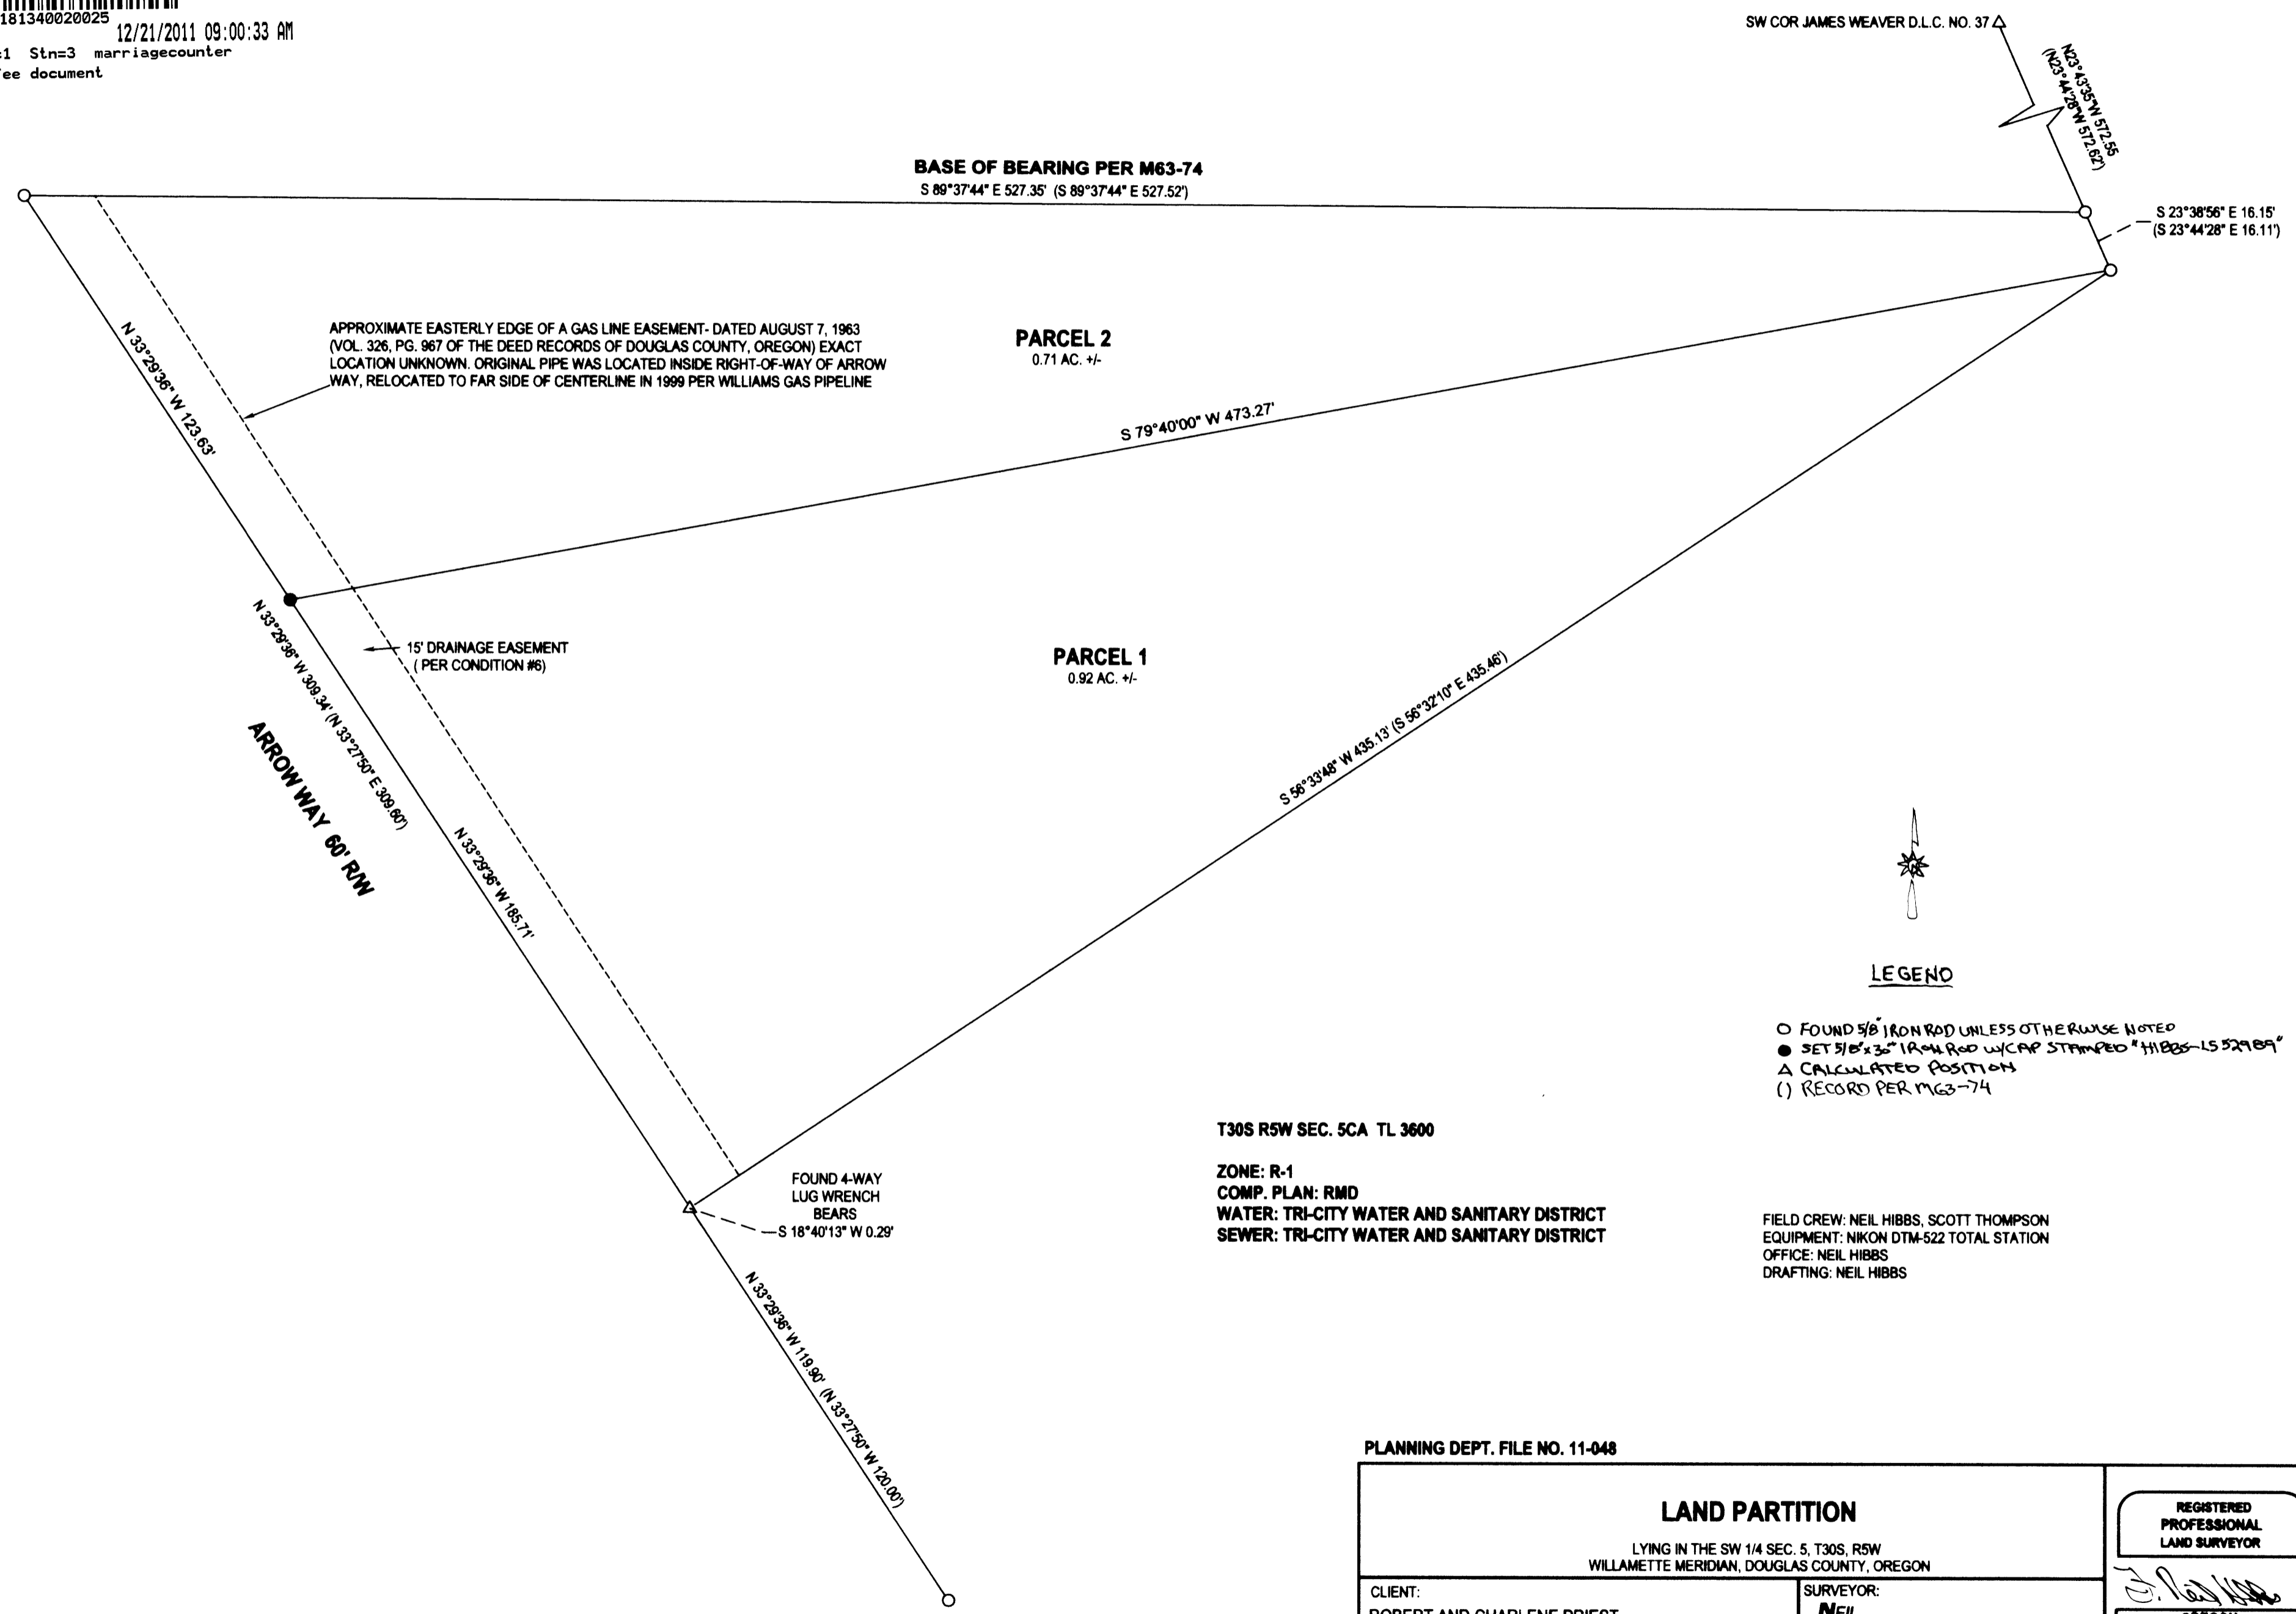 181340020025
12/21/2011 09:00:33 AM
=1 Stn=3 marriagecounter
fee document
SW COR JAMES WEAVER D.L.C. NO. 37
N23°43'35"W 572.55
(N23°44'28"W 572.62')
BASE OF BEARING PER M63-74
S 89°37'44" E 527.35' (S 89°37'44" E 527.52')
S 23°38'56" E 16.15'
(S 23°44'28" E 16.11')
N 33°29'36" W 123.63'
APPROXIMATE EASTERLY EDGE OF A GAS LINE EASEMENT- DATED AUGUST 7, 1963
(VOL. 326, PG. 967 OF THE DEED RECORDS OF DOUGLAS COUNTY, OREGON) EXACT
LOCATION UNKNOWN. ORIGINAL PIPE WAS LOCATED INSIDE RIGHT-OF-WAY OF ARROW
WAY, RELOCATED TO FAR SIDE OF CENTERLINE IN 1999 PER WILLIAMS GAS PIPELINE
PARCEL 2
0.71 AC. +/-
S 79°40'00" W 473.27'
N 33°29'36" W 309.34' (N 33°27'50" E 309.60')
15' DRAINAGE EASEMENT
( PER CONDITION #6)
PARCEL 1
0.92 AC. +/-
S 56°33'48" W 435.13' (S 56°32'10" E 435.46')
ARROW WAY 60' R/W
N 33°29'36" W 185.71'
LEGEND
FOUND 5/8" IRON ROD UNLESS OTHERWISE NOTED
SET 5/8"x30" IRON ROD W/CAP STAMPED "HIBBS-LS52989"
CALCULATED POSITION
() RECORD PER M63-74
T30S R5W SEC. 5CA TL 3600
ZONE: R-1
COMP. PLAN: RMD
WATER: TRI-CITY WATER AND SANITARY DISTRICT
SEWER: TRI-CITY WATER AND SANITARY DISTRICT
FOUND 4-WAY
LUG WRENCH
BEARS
S 18°40'13" W 0.29'
FIELD CREW: NEIL HIBBS, SCOTT THOMPSON
EQUIPMENT: NIKON DTM-522 TOTAL STATION
OFFICE: NEIL HIBBS
DRAFTING: NEIL HIBBS
N 33°29'36" W 119.90' (N 33°27'50" W 120.00')
PLANNING DEPT. FILE NO. 11-048
LAND PARTITION
LYING IN THE SW 1/4 SEC. 5, T30S, R5W
WILLAMETTE MERIDIAN, DOUGLAS COUNTY, OREGON
REGISTERED
PROFESSIONAL
LAND SURVEYOR
CLIENT:
ROBERT AND CHARLENE PRIEST
SURVEYOR:
NEIL
OREGON